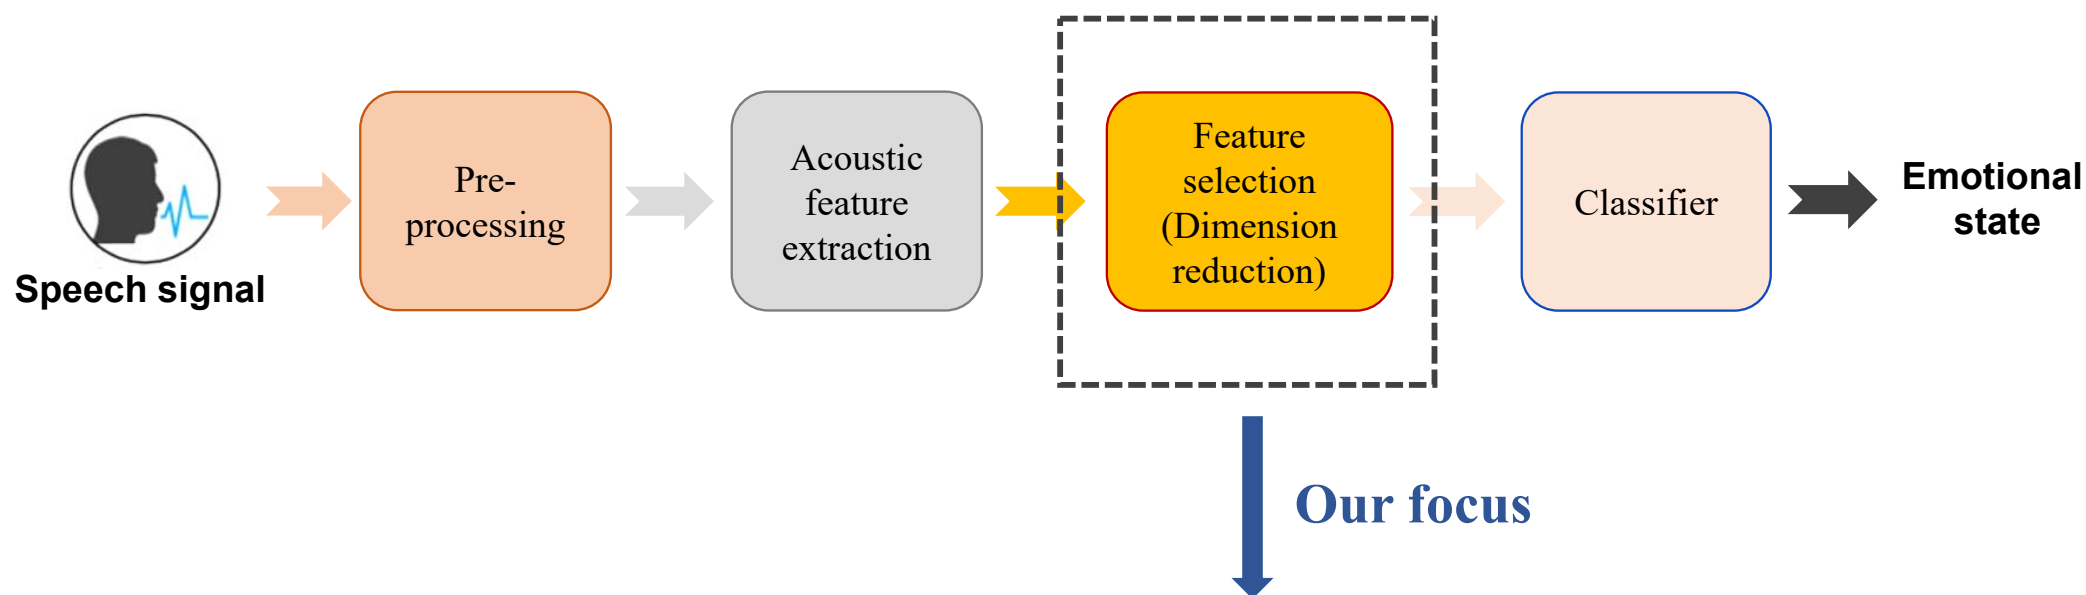 Speech signal
Pre-
processing
Acoustic
feature
extraction
Feature
selection
(Dimension
reduction)
Classifier
Emotional
state
Our focus